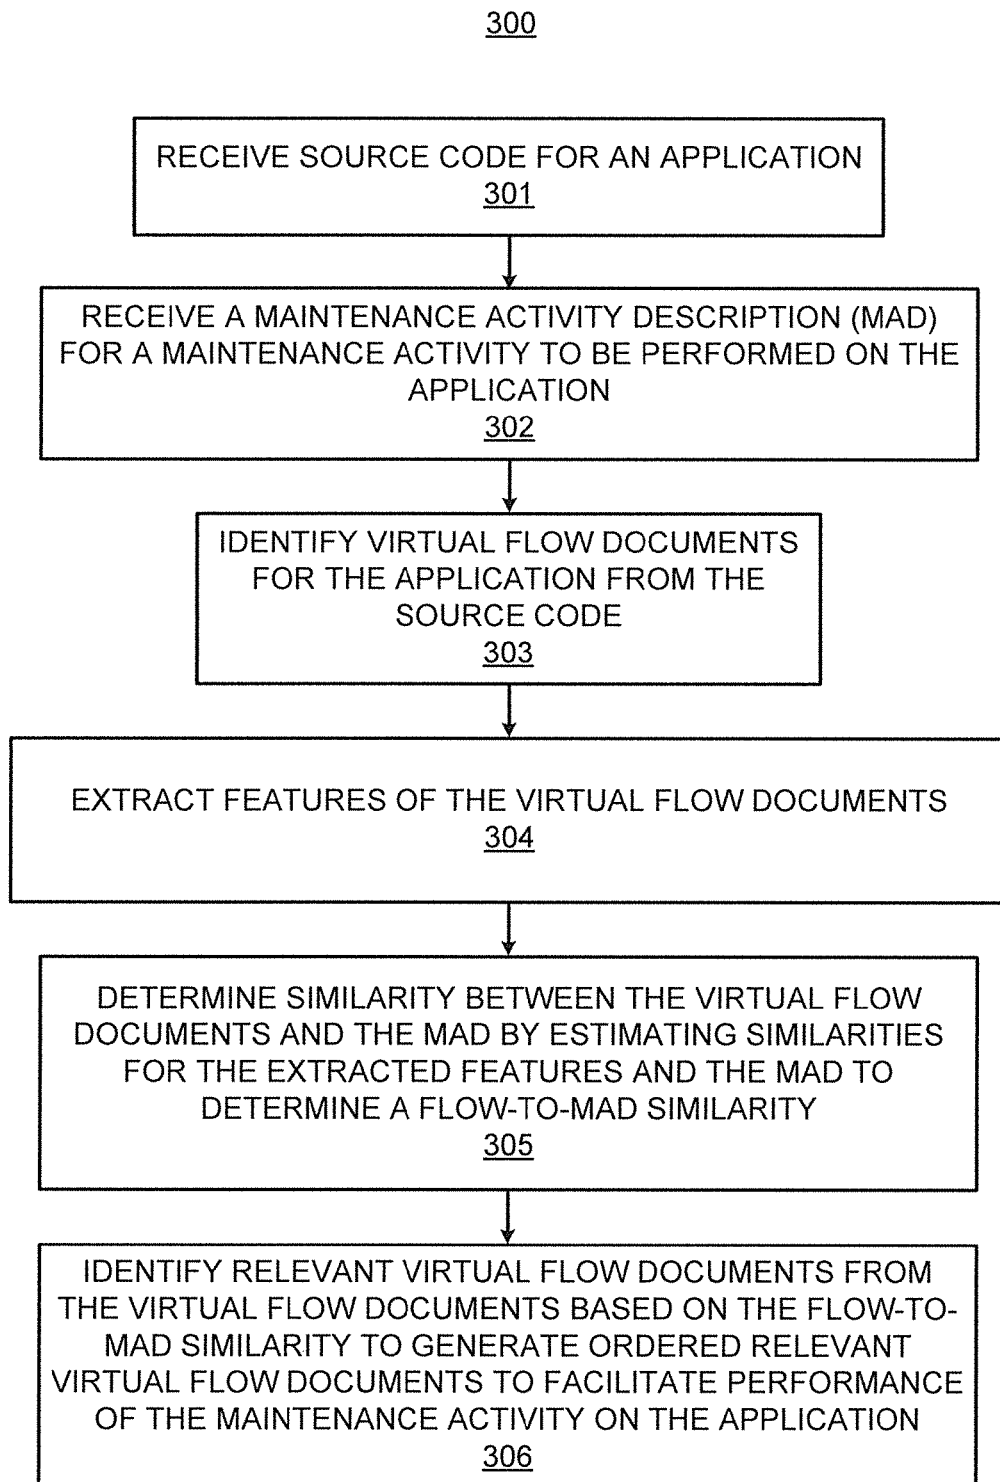 300
RECEIVE SOURCE CODE FOR AN APPLICATION
301
RECEIVE A MAINTENANCE ACTIVITY DESCRIPTION (MAD)
FOR A MAINTENANCE ACTIVITY TO BE PERFORMED ON THE
APPLICATION
302
IDENTIFY VIRTUAL FLOW DOCUMENTS
FOR THE APPLICATION FROM THE
SOURCE CODE
303
EXTRACT FEATURES OF THE VIRTUAL FLOW DOCUMENTS
304
DETERMINE SIMILARITY BETWEEN THE VIRTUAL FLOW
DOCUMENTS AND THE MAD BY ESTIMATING SIMILARITIES
FOR THE EXTRACTED FEATURES AND THE MAD TO
DETERMINE A FLOW-TO-MAD SIMILARITY
305
IDENTIFY RELEVANT VIRTUAL FLOW DOCUMENTS FROM
THE VIRTUAL FLOW DOCUMENTS BASED ON THE FLOW-TO-
MAD SIMILARITY TO GENERATE ORDERED RELEVANT
VIRTUAL FLOW DOCUMENTS TO FACILITATE PERFORMANCE
OF THE MAINTENANCE ACTIVITY ON THE APPLICATION
306